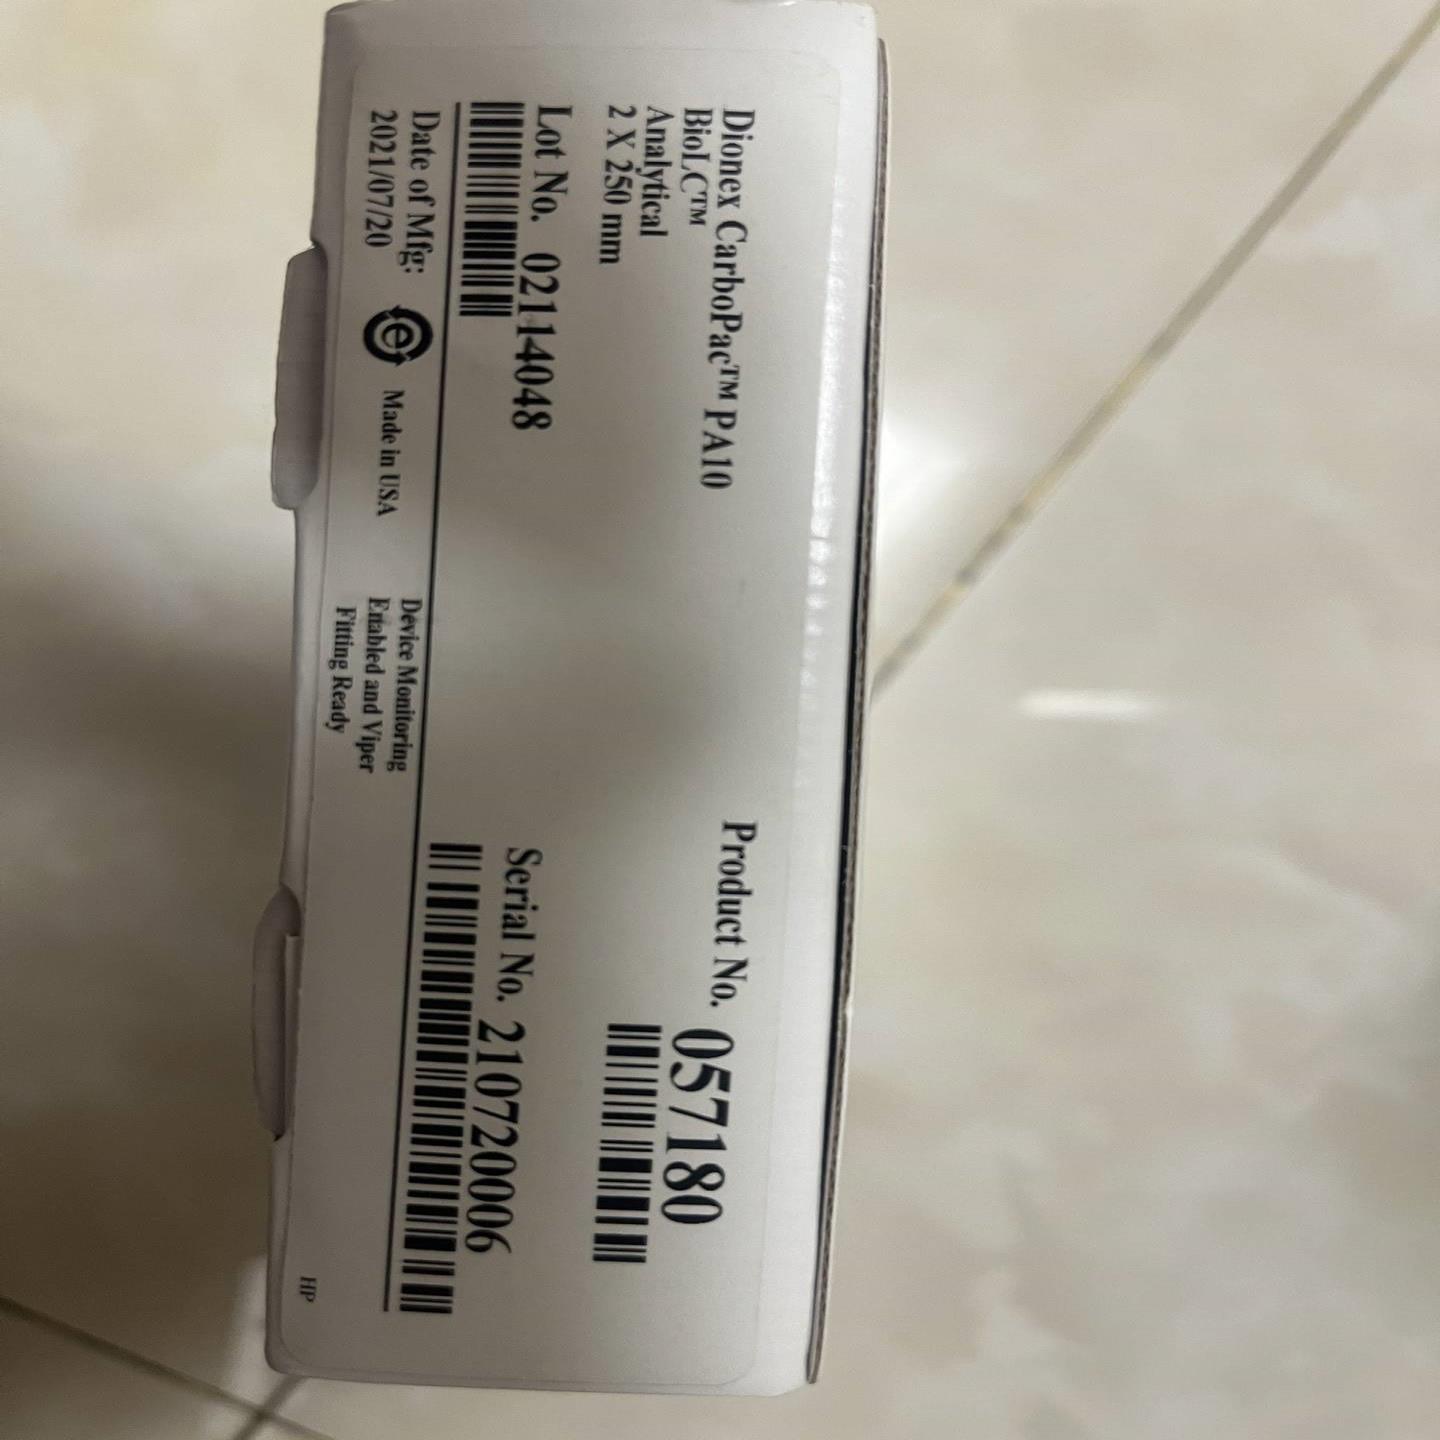 Dionex CarboPac™ PA10
BioLC™
Analytical
2 X 250 mm
Product No. 057180
Lot No. 02114048
Serial No. 210720006
Date of Mfg:
2021/07/20
e
Made in USA
Device Monitoring
Enabled and Viper
Fitting Ready
HP